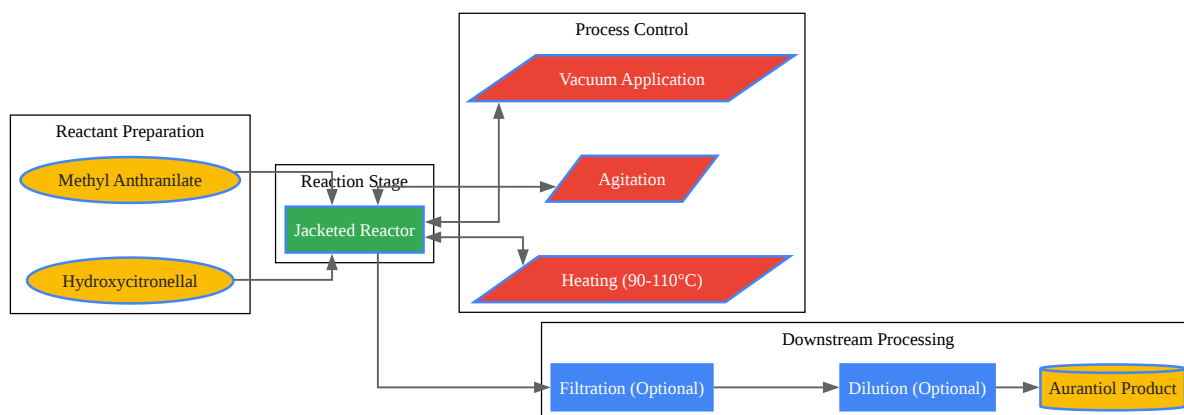 Process Control
Vacuum Application
Reactant Preparation
Methyl Anthranilate
Reaction Stage
Agitation
Jacketed Reactor
Hydroxycitronellal
Heating (90-110°C)
Downstream Processing
Filtration (Optional)
Dilution (Optional)
Aurantiol Product